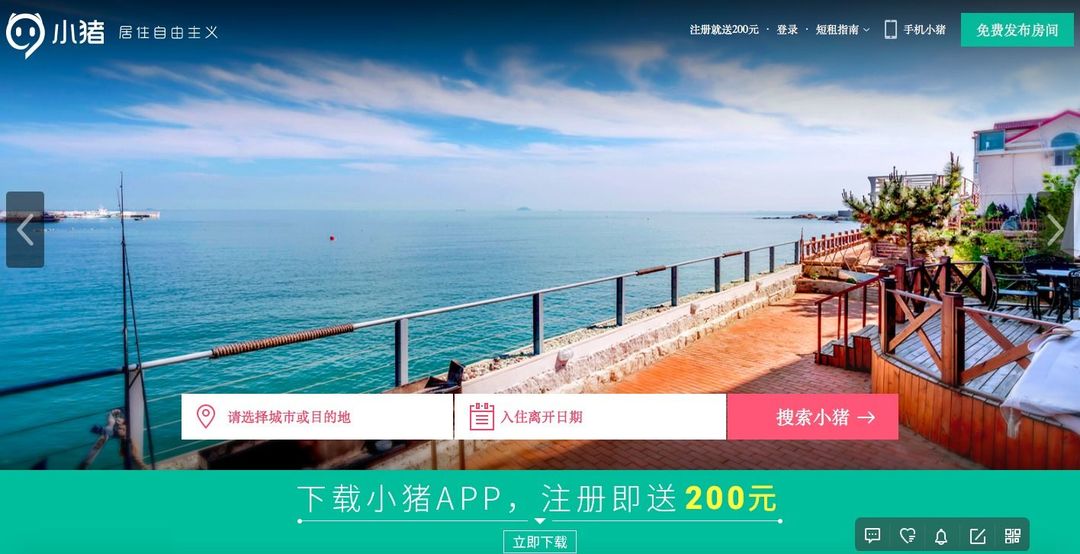 小猪 居住自由主义
注册就送200元 · 登录 · 短租指南 手机小猪 免费发布房间
请选择城市或目的地 入住离开日期 搜索小猪
下载小猪APP，注册即送200元
立即下载